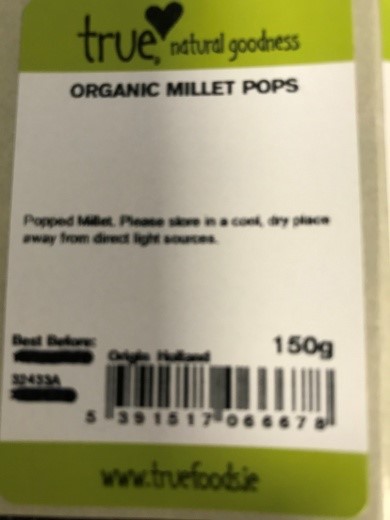 true
natural goodness
ORGANIC MILLET POPS
Popped Millet. Please store in a cool, dry place
away from direct light sources.
Best Before:
Origin Holland
150g
32433A
5 391517 066678
www.truefoods.ie